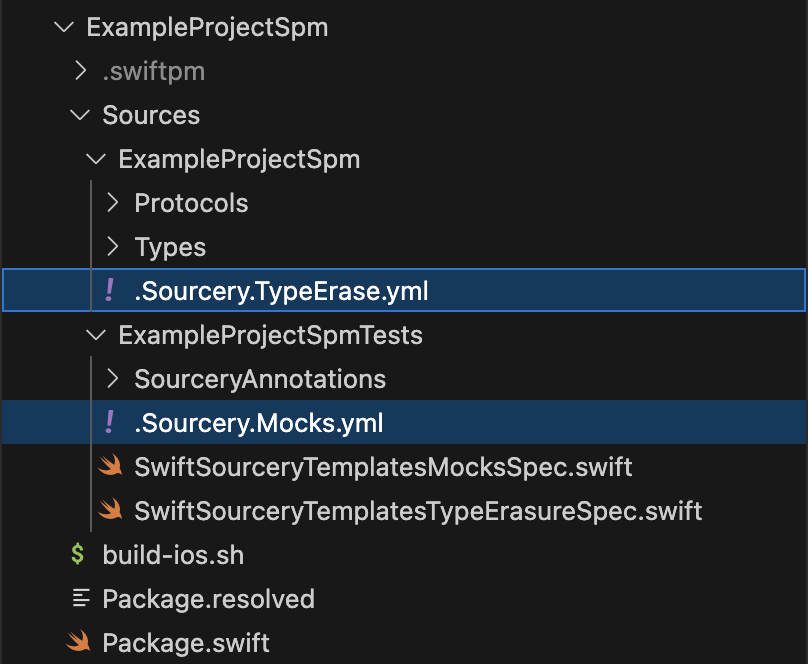 ExampleProjectSpm
.swiftpm
Sources
ExampleProjectSpm
Protocols
Types
! .Sourcery.TypeErase.yml
ExampleProjectSpmTests
SourceryAnnotations
! .Sourcery.Mocks.yml
SwiftSourceryTemplatesMocksSpec.swift
SwiftSourceryTemplatesTypeErasureSpec.swift
$ build-ios.sh
Package.resolved
Package.swift